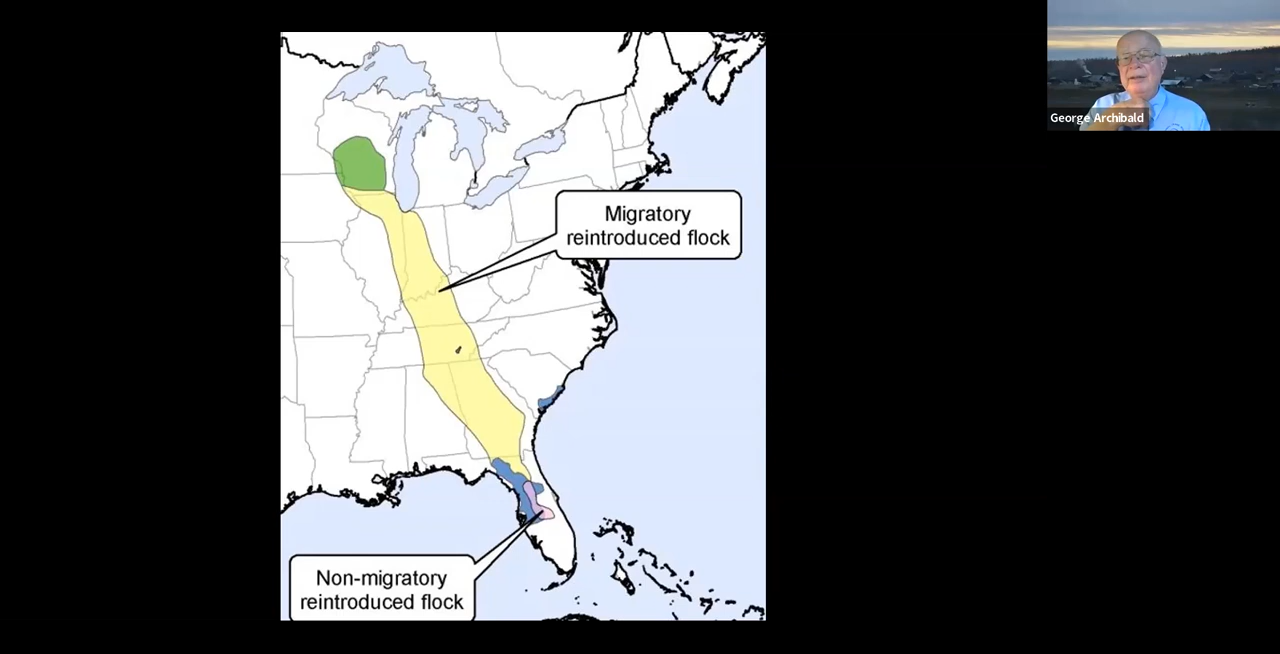 George Archibald
Migratory
reintroduced flock
Non-migratory
reintroduced flock